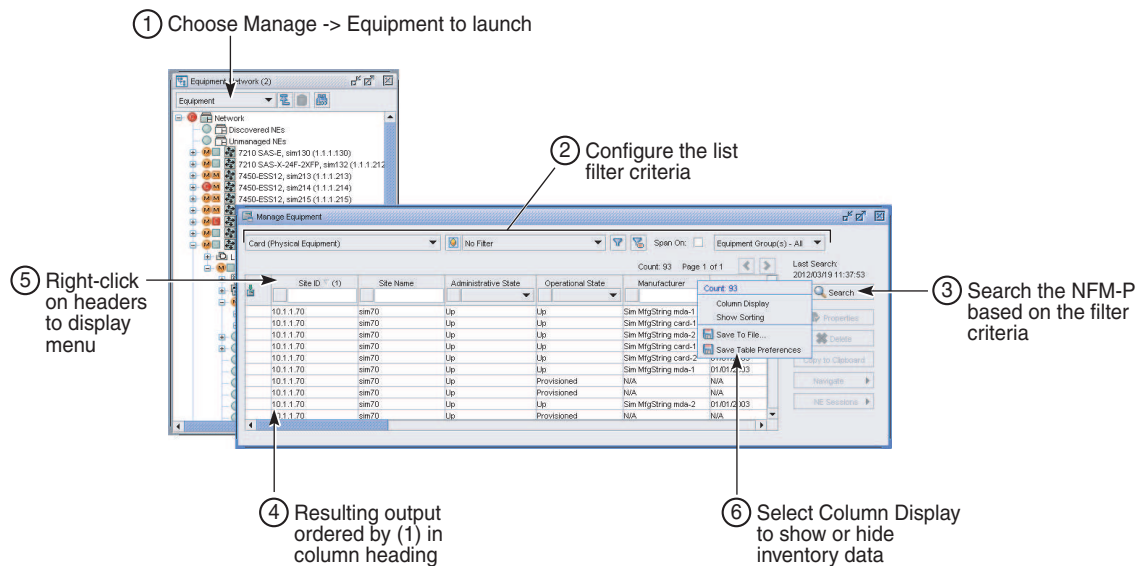 1 Choose Manage -> Equipment to launch
Equipment
Equipment
Network
Discovered NEs
Unmanaged NEs
7210 SAS-E, sim130 (1.1.1.130)
7210 SAS-X-24F-2XFP, sim132 (1.1.1.212
7450-ESS12, sim213 (1.1.1.213)
7450-ESS12, sim214 (1.1.1.214)
7450-ESS12, sim215 (1.1.1.215)
2 Configure the list
filter criteria
Manage Equipment
Card (Physical Equipment) No Filter Span On: Equipment Group(s) - All
Count: 93 Page 1 of 1 Last Search:
2012/03/19 11:37:53
Site ID (1) Site Name Administrative State Operational State Manufacturer
Search
Properties
Delete
Copy to Clipboard
Navigate
NE Sessions
Count: 93
Column Display
Show Sorting
Save To File...
Save Table Preferences
10.1.1.70 sim70 Up Up Sim MfgString mda-1
10.1.1.70 sim70 Up Up Sim MfgString card-1
10.1.1.70 sim70 Up Up Sim MfgString mda-2
10.1.1.70 sim70 Up Up Sim MfgString card-1
10.1.1.70 sim70 Up Up Sim MfgString card-2
10.1.1.70 sim70 Up Up Sim MfgString mda-1
10.1.1.70 sim70 Up Provisioned N/A N/A
10.1.1.70 sim70 Up Provisioned N/A N/A
10.1.1.70 sim70 Up Up Sim MfgString mda-2
10.1.1.70 sim70 Up Provisioned N/A N/A
5 Right-click
on headers
to display
menu
3 Search the NFM-P
based on the filter
criteria
4 Resulting output
ordered by (1) in
column heading
6 Select Column Display
to show or hide
inventory data